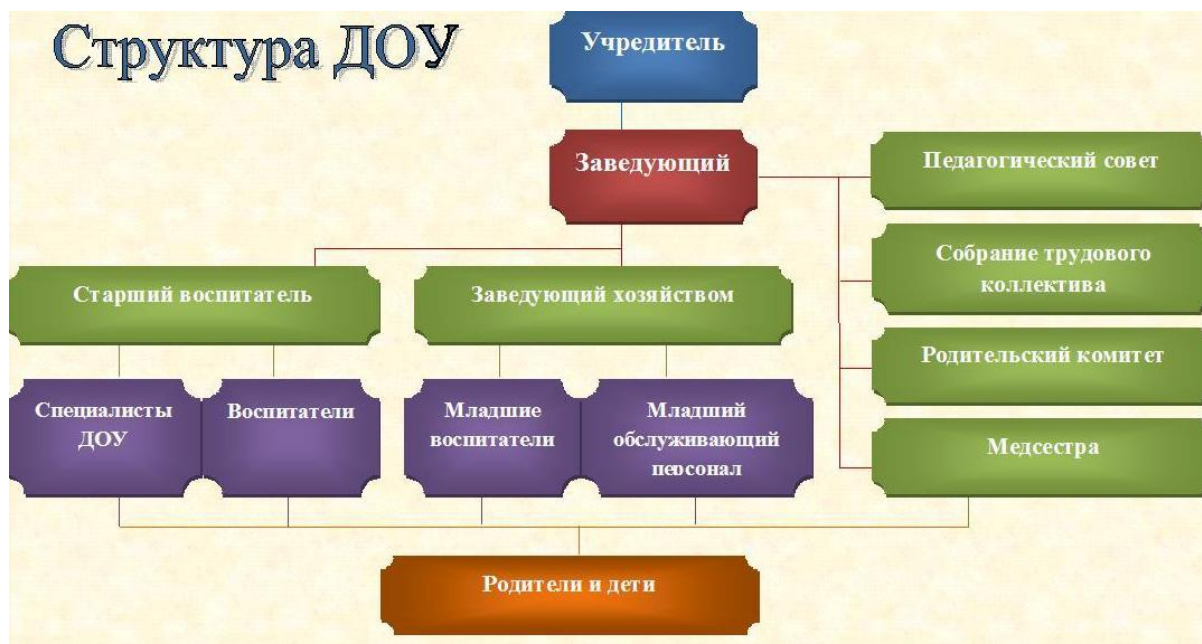 Структура ДОУ
Учредитель
Заведующий
Педагогический совет
Собрание трудового
коллектива
Родительский комитет
Медсестра
Старший воспитатель
Заведующий хозяйством
Специалисты
ДОУ
Воспитатели
Младшие
воспитатели
Младший
обслуживающий
персонал
Родители и дети